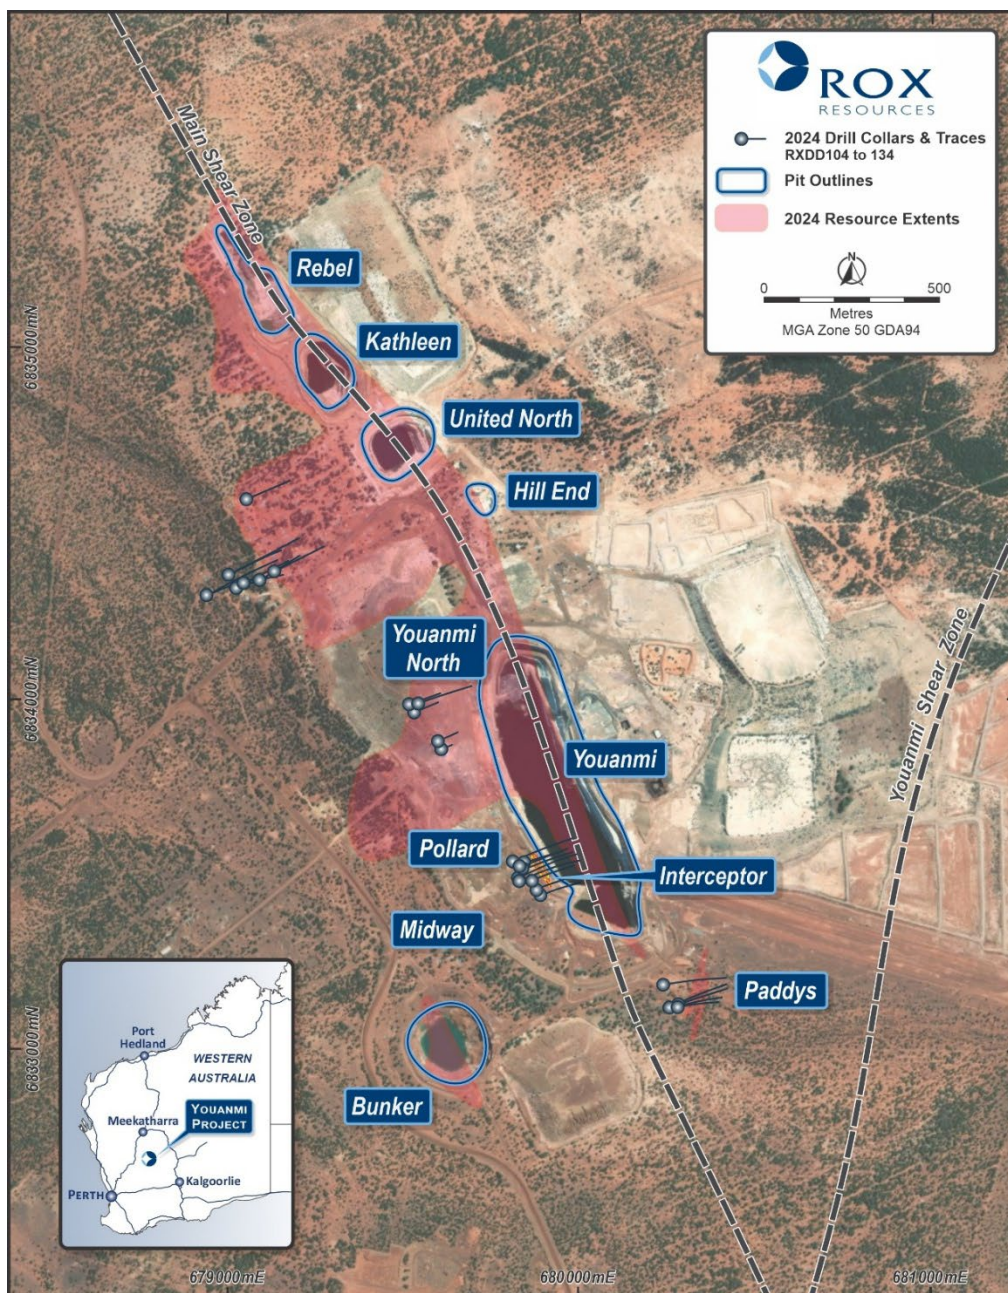 ROX
RESOURCES
2024 Drill Collars & Traces
RXDD104 to 134
Pit Outlines
2024 Resource Extents
N
0 500
Metres
MGA Zone 50 GDA94
Main Shear Zone
Rebel
Kathleen
United North
Hill End
Youanmi
North
Youanmi
Youanmi Shear Zone
Pollard
Interceptor
Midway
Paddys
Bunker
6835000mN
6834000mN
6833000mN
679000mE
680000mE
681000mE
Port
Hedland
WESTERN
AUSTRALIA
Meekatharra
YOUANMI
PROJECT
PERTH
Kalgoorlie